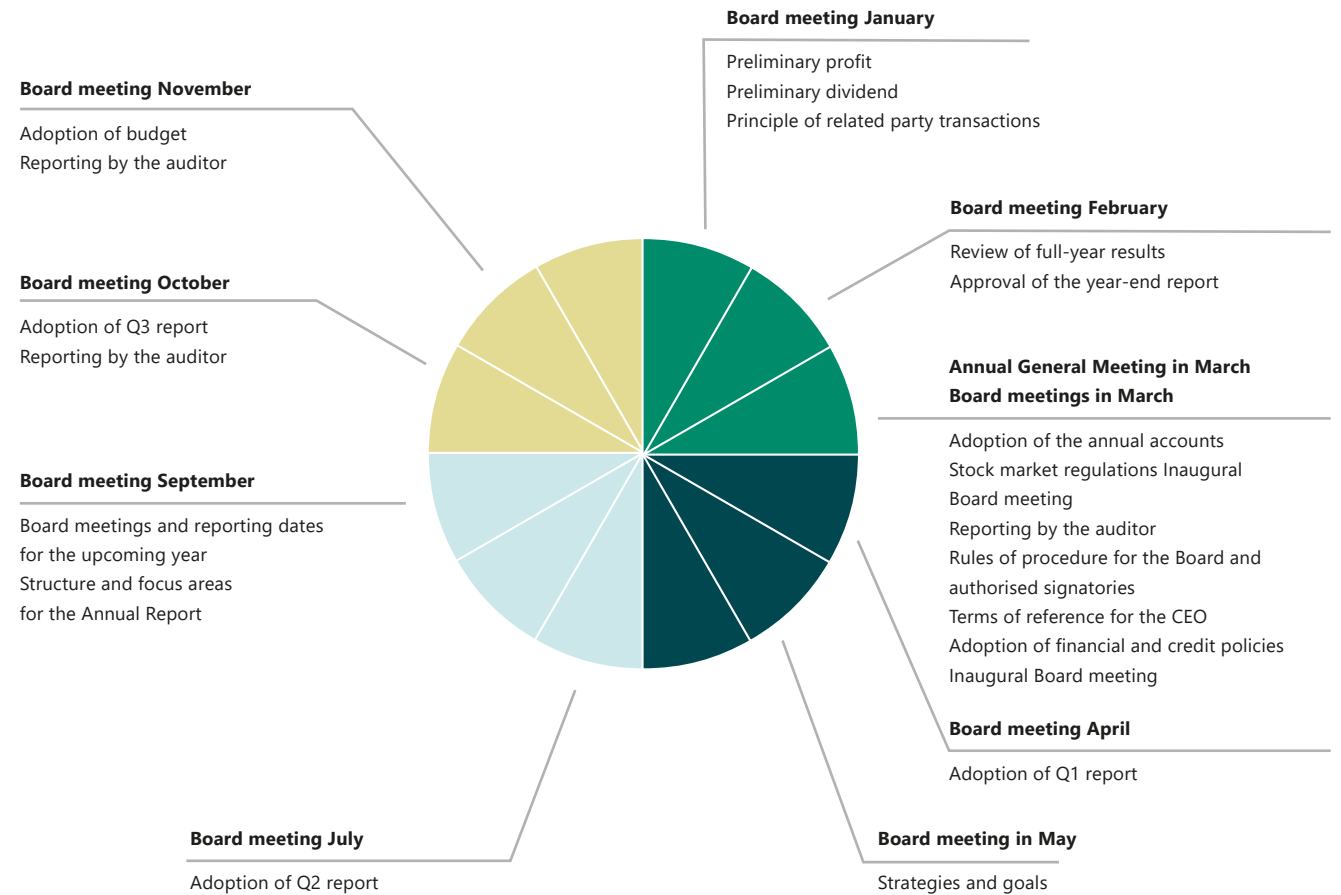 Board meeting January
Preliminary profit
Preliminary dividend
Principle of related party transactions
Board meeting February
Review of full-year results
Approval of the year-end report
Annual General Meeting in March
Board meetings in March
Adoption of the annual accounts
Stock market regulations Inaugural
Board meeting
Reporting by the auditor
Rules of procedure for the Board and
authorised signatories
Terms of reference for the CEO
Adoption of financial and credit policies
Inaugural Board meeting
Board meeting April
Adoption of Q1 report
Board meeting in May
Strategies and goals
Board meeting July
Adoption of Q2 report
Board meeting September
Board meetings and reporting dates
for the upcoming year
Structure and focus areas
for the Annual Report
Board meeting October
Adoption of Q3 report
Reporting by the auditor
Board meeting November
Adoption of budget
Reporting by the auditor